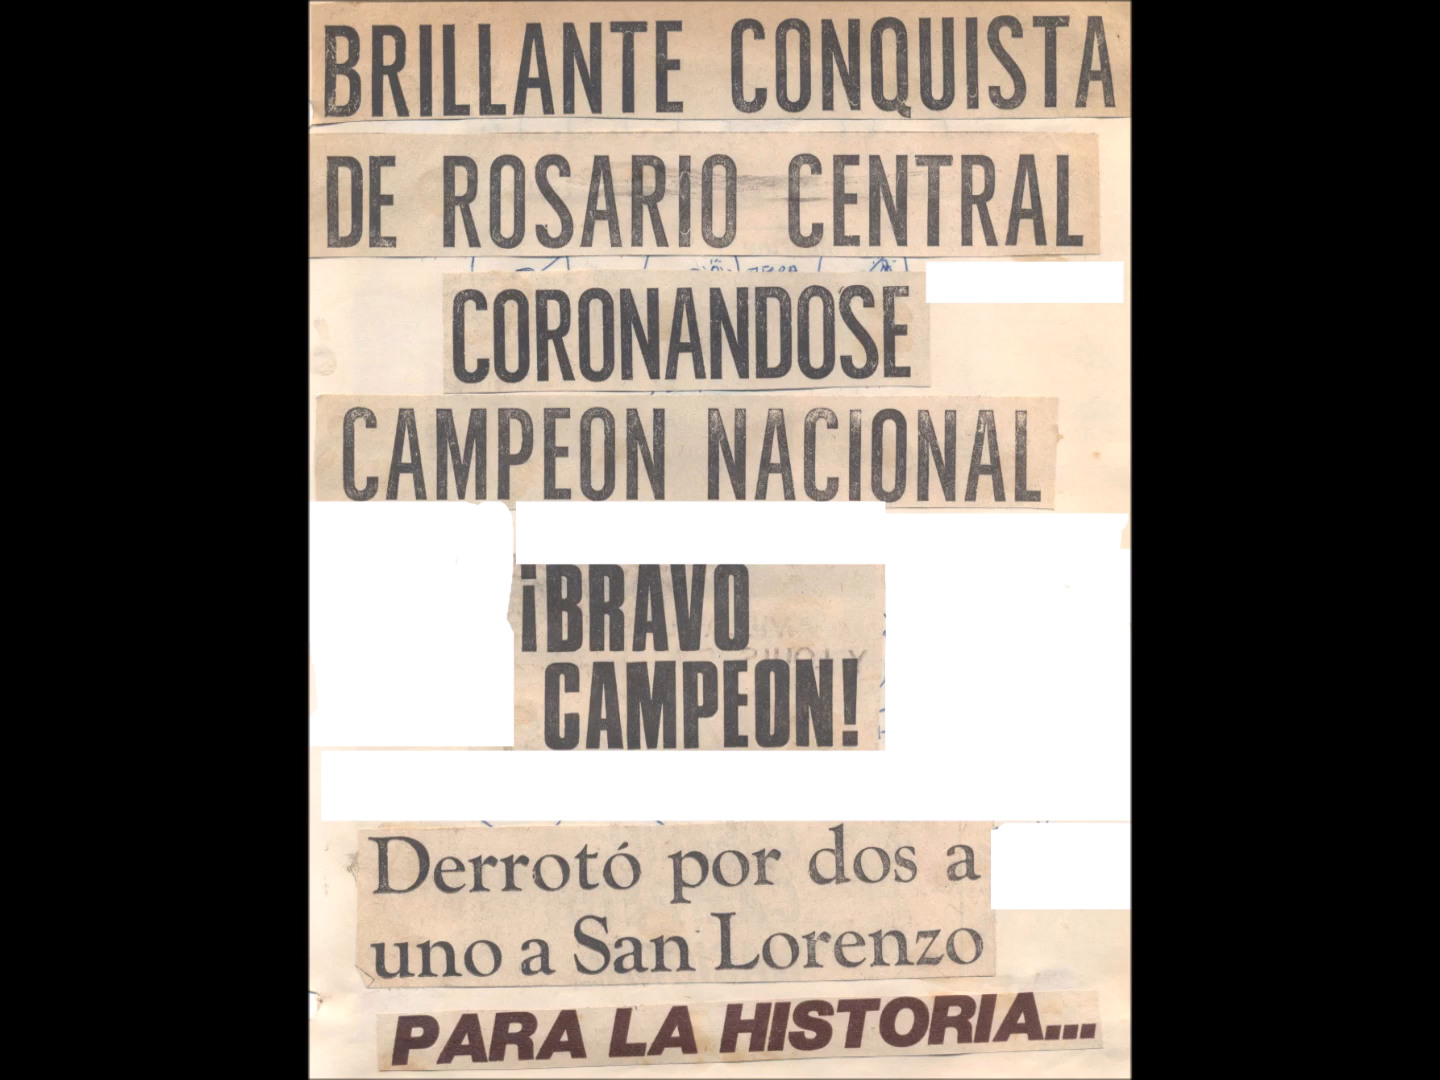 BRILLANTE CONQUISTA
DE ROSARIO CENTRAL
CORONANDOSE
CAMPEON NACIONAL
¡BRAVO
CAMPEON!
Derrotó por dos a
uno a San Lorenzo
PARA LA HISTORIA...